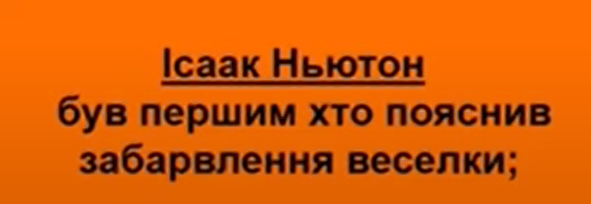 Ісаак Ньютон
був першим хто пояснив
забарвлення веселки;